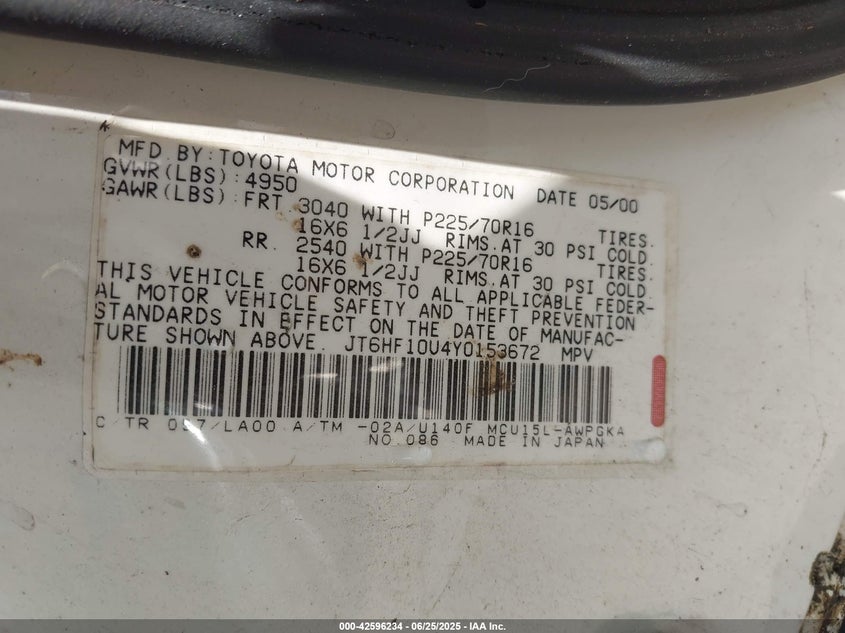 MFD BY:TOYOTA MOTOR CORPORATION DATE 05/00
GVWR(LBS):4950
GAWR(LBS):FRT 3040 WITH P225/70R16 TIRES.
16X6 1/2JJ RIMS.AT 30 PSI COLD.
RR. 2540 WITH P225/70R16 TIRES.
16X6 1/2JJ RIMS.AT 30 PSI COLD.
THIS VEHICLE CONFORMS TO ALL APPLICABLE FEDER-
AL MOTOR VEHICLE SAFETY AND THEFT PREVENTION
STANDARDS IN EFFECT ON THE DATE OF MANUFAC-
TURE SHOWN ABOVE. JT6HF10U4Y0153672 MPV
C/TR 057/LA00 A/TM -02A/U140F MCU15L-AWPGKA
NO.086 MADE IN JAPAN
000-42596234 - 06/25/2025 - IAA Inc.